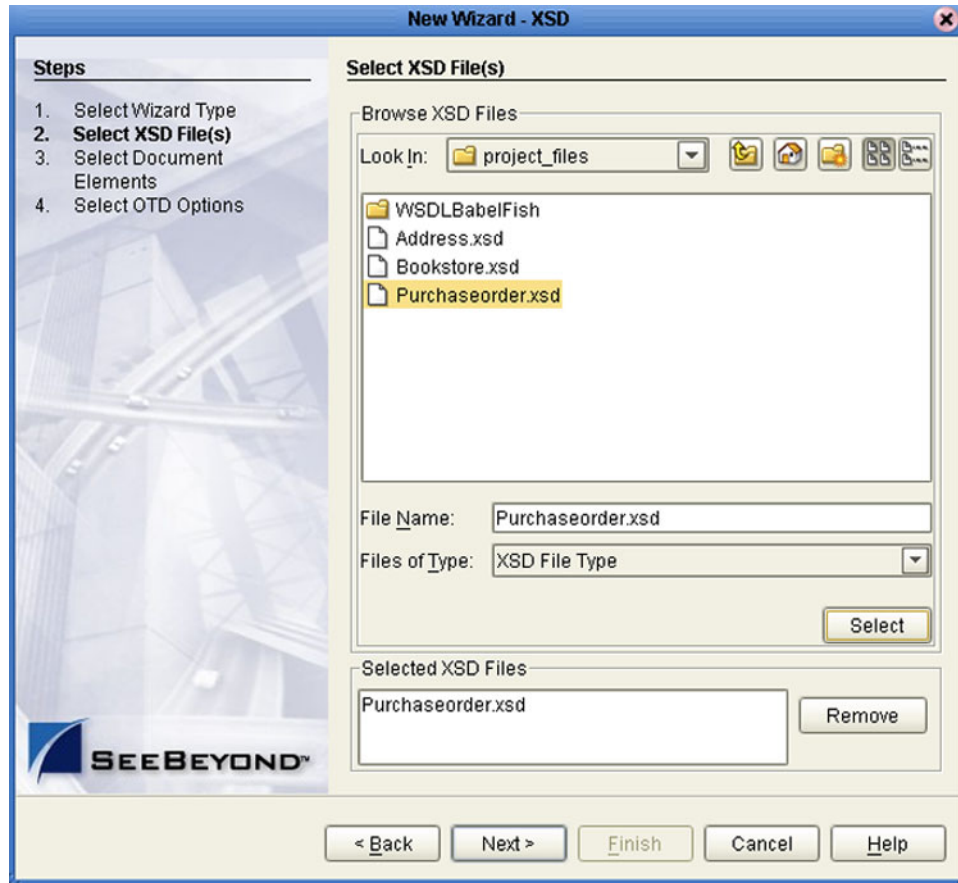 New Wizard - XSD
Steps
1. Select Wizard Type
2. Select XSD File(s)
3. Select Document
Elements
4. Select OTD Options
SEEBEYOND™
Select XSD File(s)
Browse XSD Files
Look In: project_files
WSDLBabelFish
Address.xsd
Bookstore.xsd
Purchaseorder.xsd
File Name: Purchaseorder.xsd
Files of Type: XSD File Type
Select
Selected XSD Files
Purchaseorder.xsd
Remove
< Back Next > Finish Cancel Help